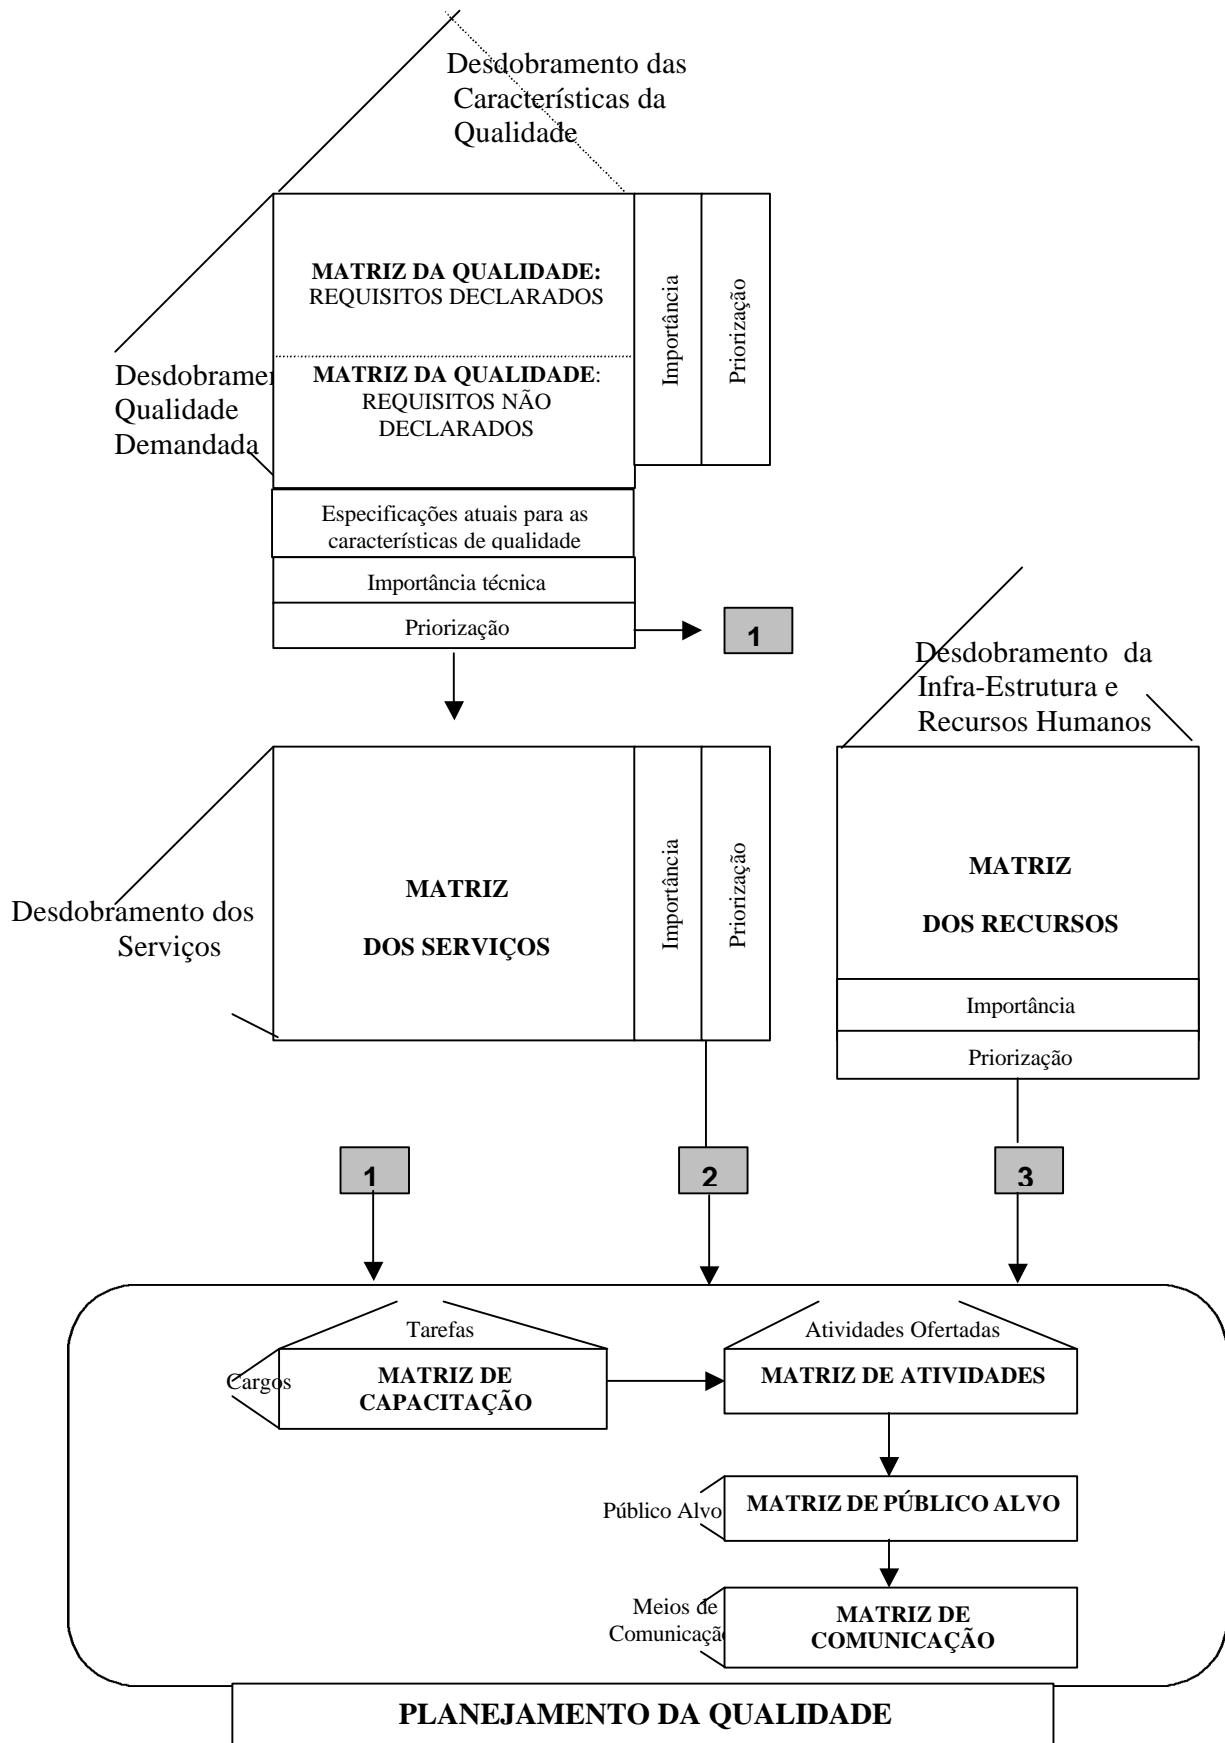 Desdobramento das
Características da
Qualidade
MATRIZ DA QUALIDADE:
REQUISITOS DECLARADOS
Importância
Priorização
Desdobramen
Qualidade
Demandada
MATRIZ DA QUALIDADE:
REQUISITOS NÃO
DECLARADOS
Especificações atuais para as
características de qualidade
Importância técnica
Priorização
1
Desdobramento da
Infra-Estrutura e
Recursos Humanos
Desdobramento dos
Serviços
MATRIZ
DOS SERVIÇOS
Importância
Priorização
MATRIZ
DOS RECURSOS
Importância
Priorização
1
2
3
Tarefas
Cargos
MATRIZ DE
CAPACITAÇÃO
Atividades Ofertadas
MATRIZ DE ATIVIDADES
Público Alvo
MATRIZ DE PÚBLICO ALVO
Meios de
Comunicação
MATRIZ DE
COMUNICAÇÃO
PLANEJAMENTO DA QUALIDADE